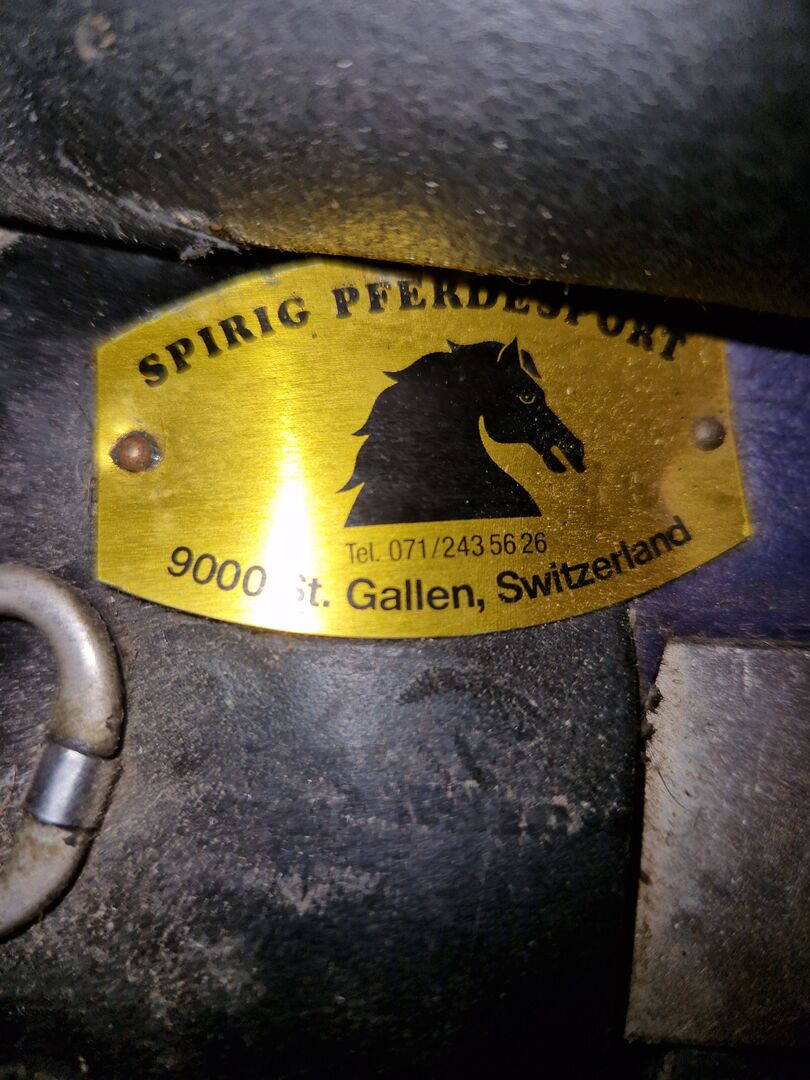 SPIRIG PFERDESPORT
Tel. 071/243 56 26
9000 St. Gallen, Switzerland